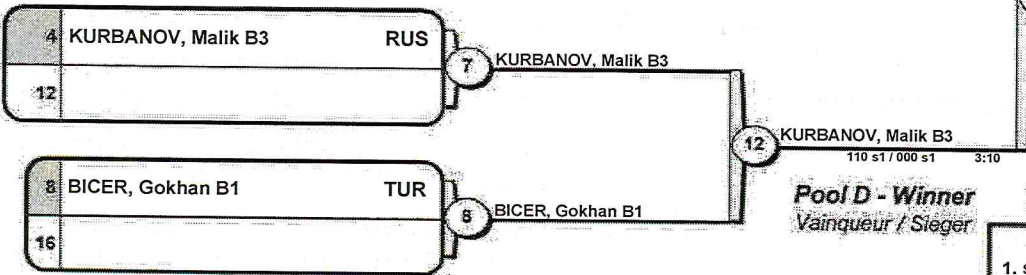 4 KURBANOV, Malik B3 RUS
12
7 KURBANOV, Malik B3
8 BICER, Gokhan B1 TUR
16
8 BICER, Gokhan B1
12 KURBANOV, Malik B3
110 s1 / 000 s1 3:10
Pool D - Winner
Vainqueur / Sieger
1. s